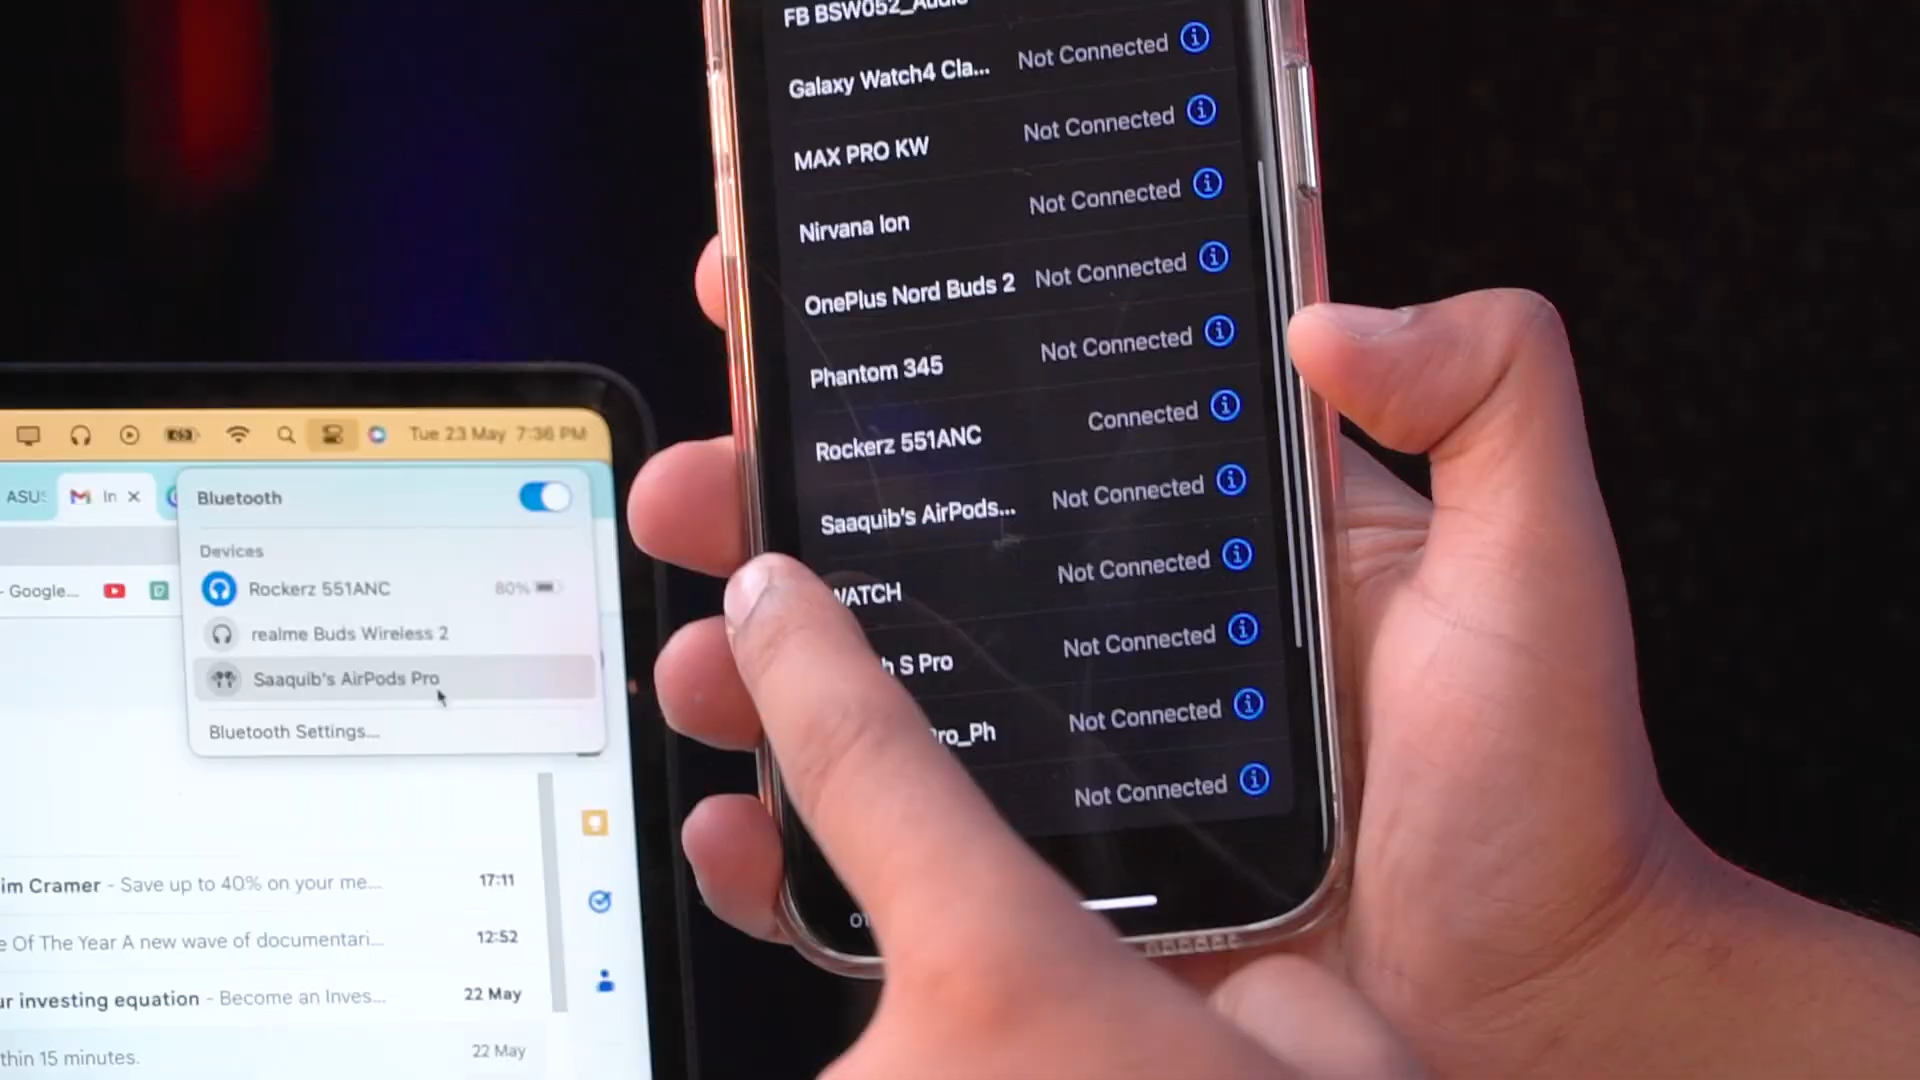 FB BSW052_Audio
Galaxy Watch4 Cla... Not Connected
MAX PRO KW Not Connected
Nirvana Ion Not Connected
OnePlus Nord Buds 2 Not Connected
Phantom 345 Not Connected
Rockerz 551ANC Connected
Saaquib's AirPods... Not Connected
WATCH Not Connected
h S Pro Not Connected
ro_Ph Not Connected
Not Connected
Tue 23 May 7:36 PM
ASUS
In
Bluetooth
Devices
- Google...
Rockerz 551ANC 80%
realme Buds Wireless 2
Saaquib's AirPods Pro
Bluetooth Settings...
im Cramer - Save up to 40% on your me... 17:11
e Of The Year A new wave of documentari... 12:52
ur investing equation - Become an Inves... 22 May
thin 15 minutes. 22 May